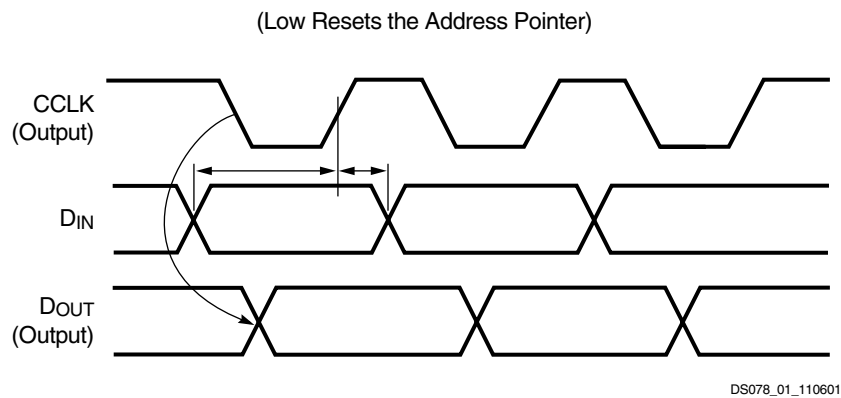 (Low Resets the Address Pointer)
CCLK
(Output)
DIN
DOUT
(Output)
DS078_01_110601